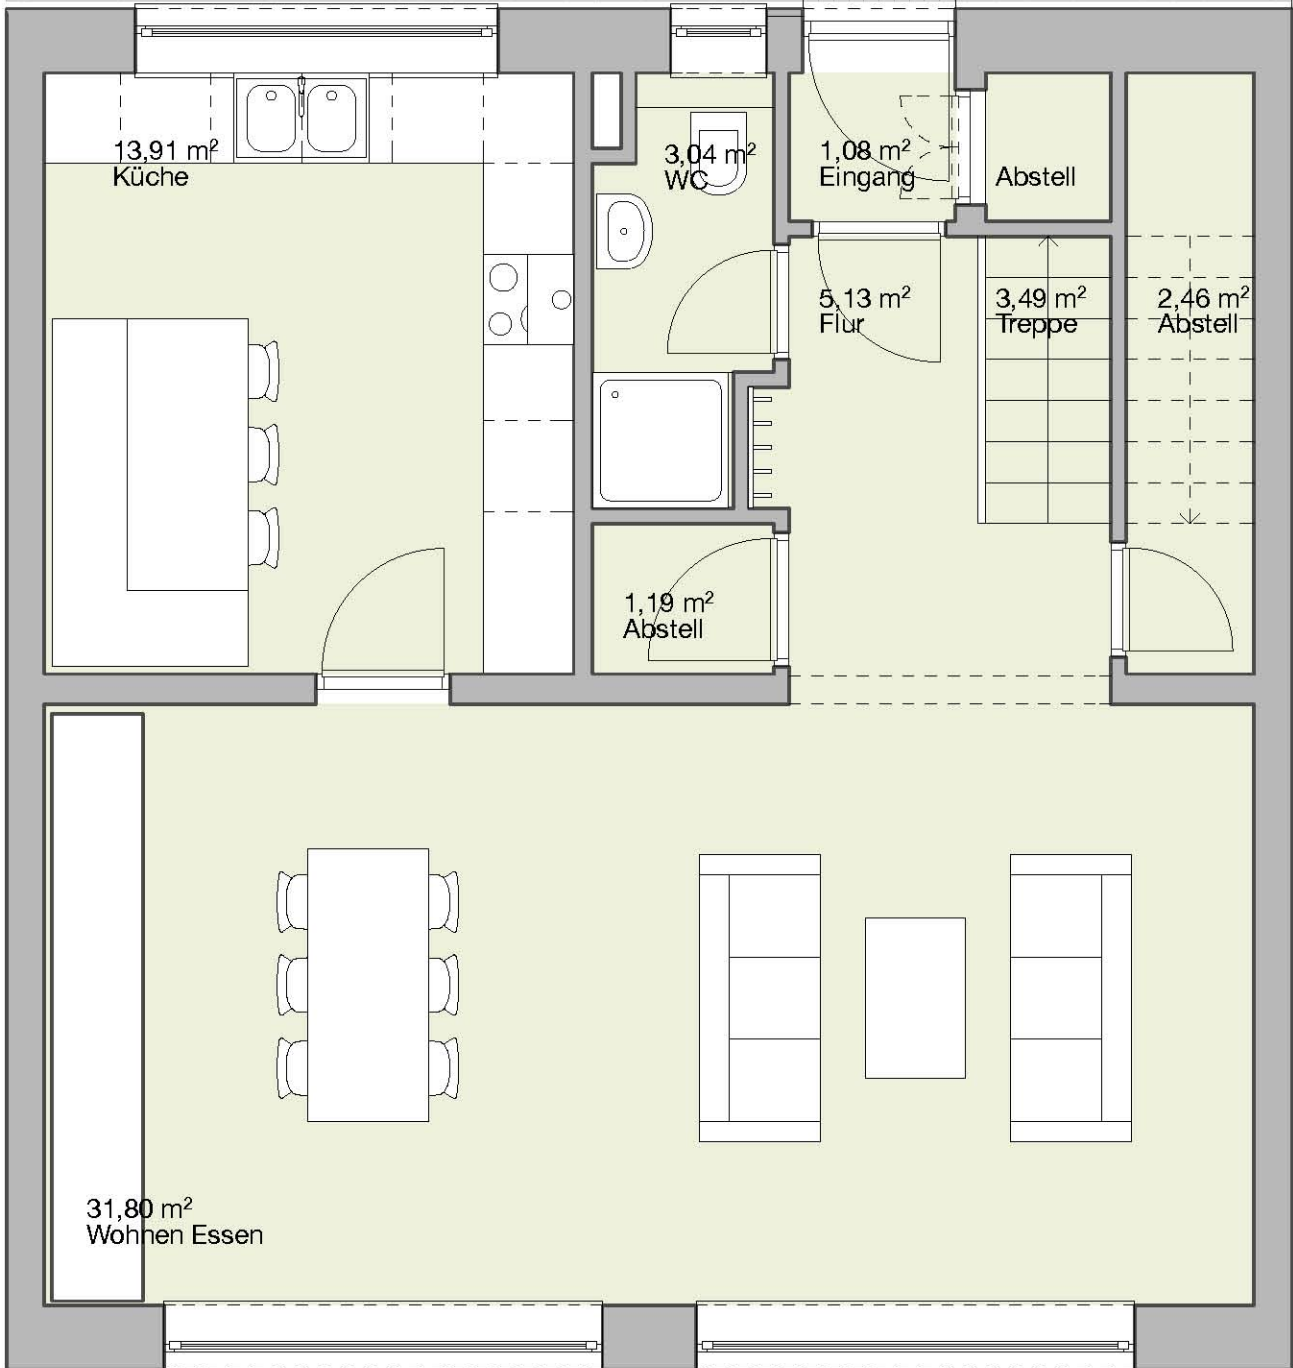 13,91 m²
Küche
3,04 m²
WC
1,08 m²
Eingang
Abstell
5,13 m²
Flur
3,49 m²
Treppe
2,46 m²
Abstell
1,19 m²
Abstell
31,80 m²
Wohnen Essen